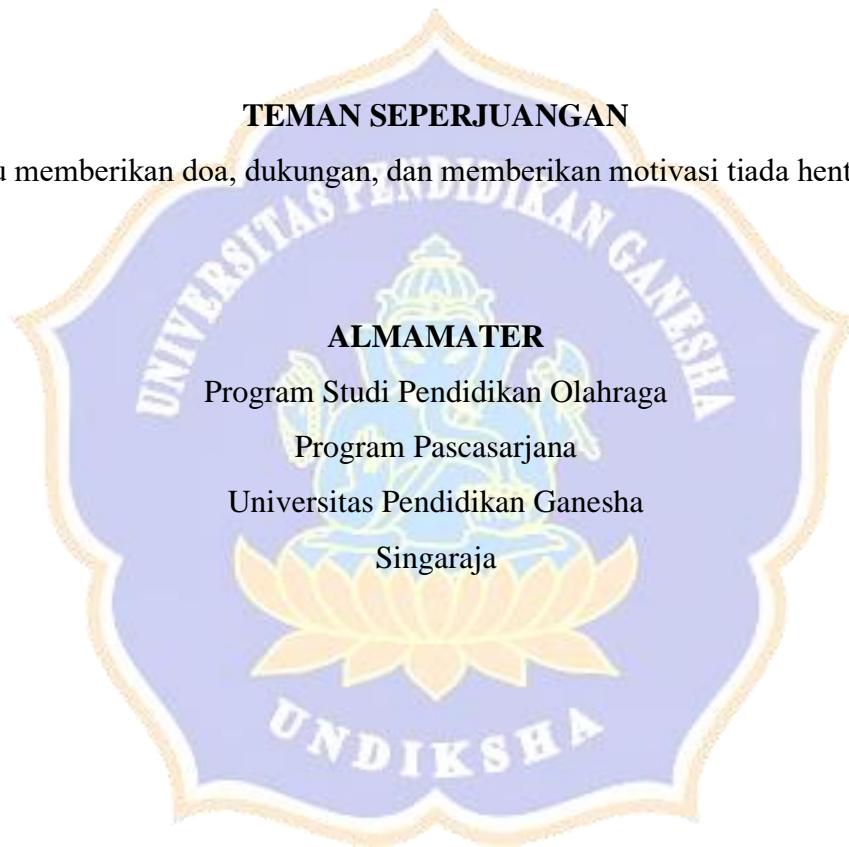 TEMAN SEPERJUANGAN
memberikan doa, dukungan, dan memberikan motivasi tiada
UNIVERSITAS PENDIDIKAN GANESHA
ALMAMATER
Program Studi Pendidikan Olahraga
Program Pascasarjana
Universitas Pendidikan Ganesha
Singaraja
UNDIKSHA